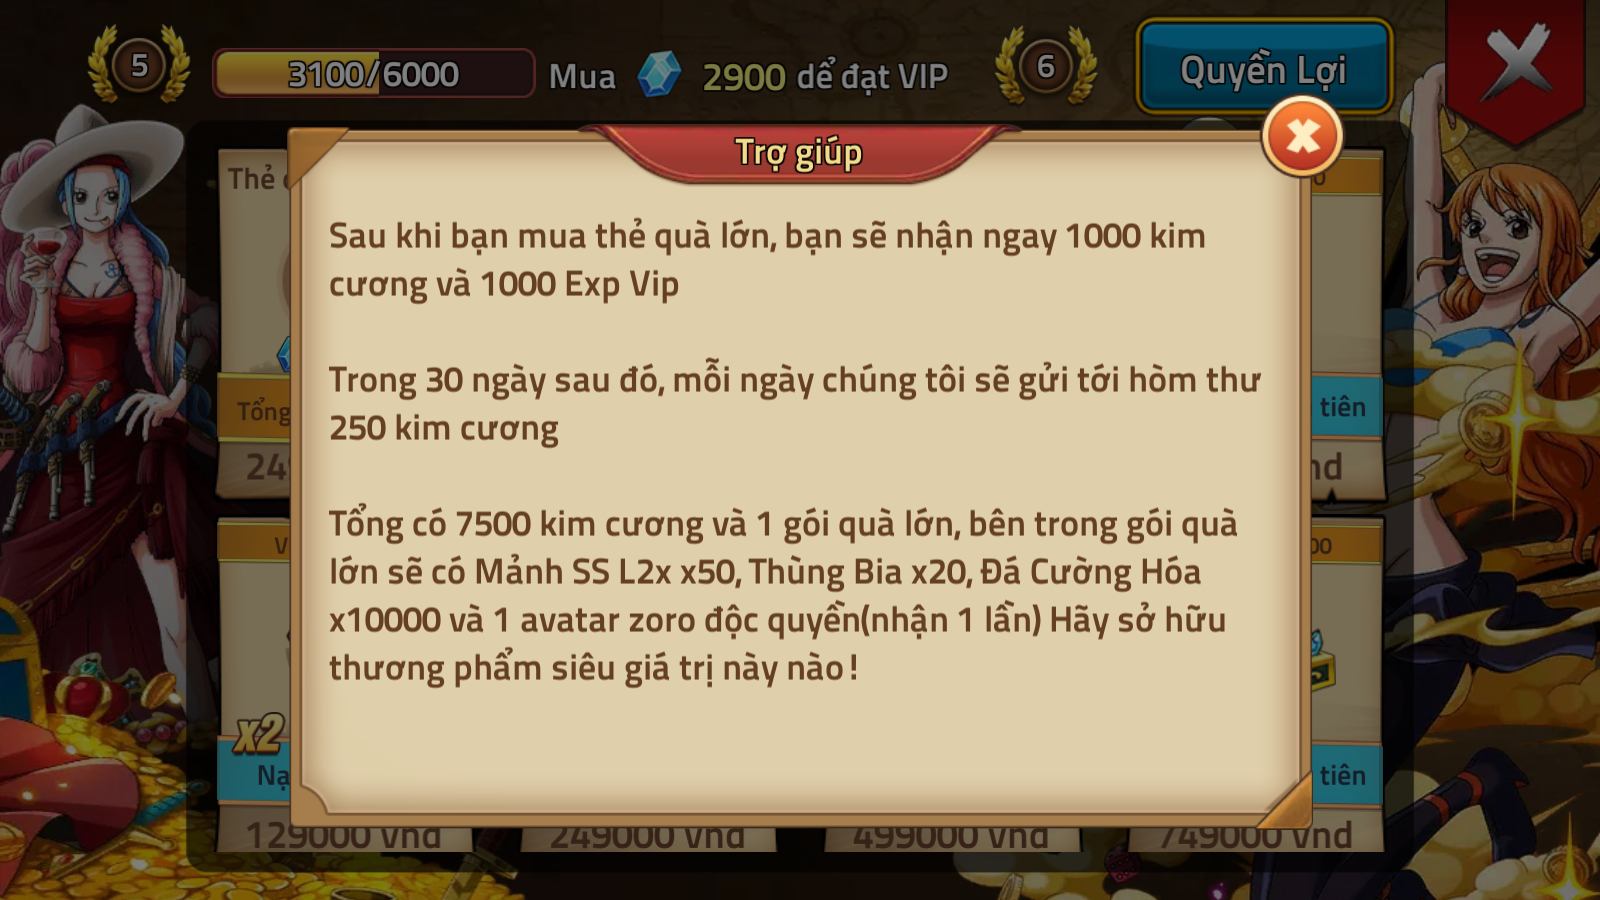 5
3100/6000
Mua 2900 để đạt VIP
6
Quyền Lợi
Trợ giúp
Thẻ
Sau khi bạn mua thẻ quà lớn, bạn sẽ nhận ngay 1000 kim
cương và 1000 Exp Vip
Trong 30 ngày sau đó, mỗi ngày chúng tôi sẽ gửi tới hòm thư
250 kim cương
tiên
Tổng
Tổng có 7500 kim cương và 1 gói quà lớn, bên trong gói quà
lớn sẽ có Mảnh SS L2x x50, Thùng Bia x20, Đá Cường Hóa
x10000 và 1 avatar zoro độc quyền(nhận 1 lần) Hãy sở hữu
thương phẩm siêu giá trị này nào!
x2
tiên
129000 vnd
249000 vnd
499000 vnd
749000 vnd